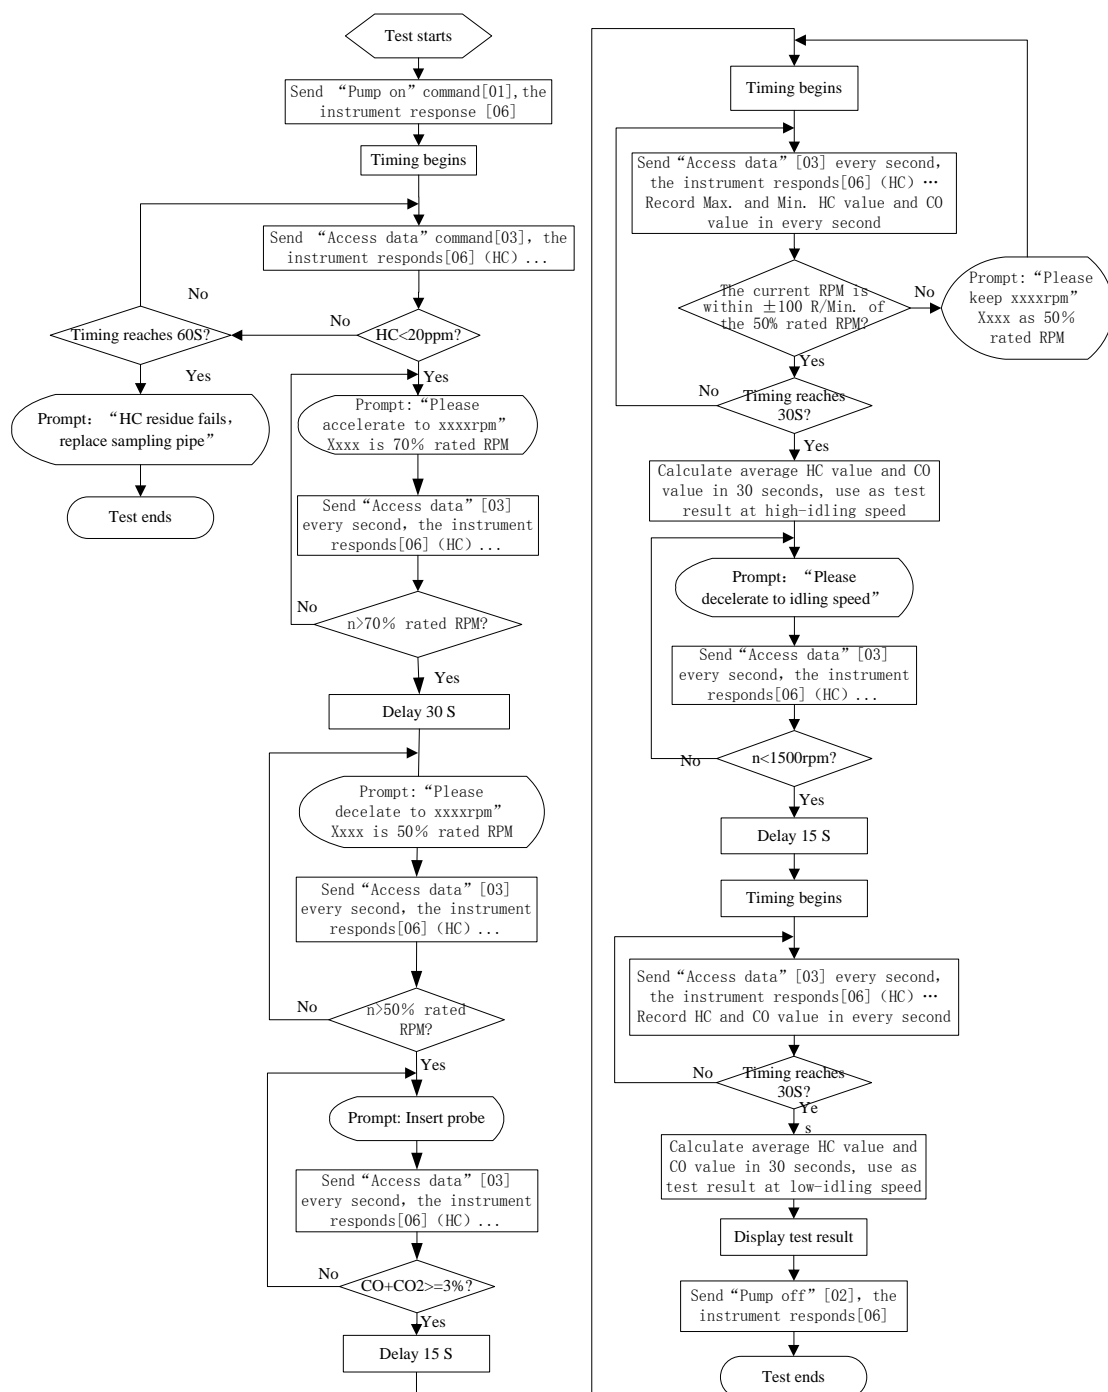 Test starts
Send “Pump on” command[01],the
instrument response [06]
Timing begins
Send “Access data”command[03], the
instrument responds[06] (HC)...
No
Timing reaches 60S?
No
HC<20ppm?
Yes
Yes
Prompt: “HC residue fails,
replace sampling pipe”
Test ends
Prompt:“Please
accelerate to xxxxrpm”
Xxxx is 70% rated RPM
Send“Access data”[03]
every second, the instrument
responds[06] (HC)...
No
n>70% rated RPM?
Yes
Delay 30 S
Prompt:“Please
decelate to xxxxrpm”
Xxxx is 50% rated RPM
Send“Access data”[03]
every second, the instrument
responds[06] (HC)...
No
n>50% rated
RPM?
Yes
Prompt: Insert probe
Send“Access data”[03]
every second, the instrument
responds[06] (HC)...
No
CO+CO2>=3%?
Yes
Delay 15 S
Timing begins
Send“Access data”[03] every second,
the instrument responds[06] (HC) …
Record Max. and Min. HC value and CO
value in every second
The current RPM is
within ±100 R/Min. of
the 50% rated RPM?
No
Prompt:“Please
keep xxxxrpm”
Xxxx as 50%
rated RPM
Yes
No
Timing reaches
30S?
Yes
Calculate average HC value and CO
value in 30 seconds, use as test
result at high-idling speed
Prompt: “Please
decelerate to idling speed”
Send“Access data”[03]
every second, the instrument
responds[06] (HC)...
No
n<1500rpm?
Yes
Delay 15 S
Timing begins
Send“Access data”[03] every second,
the instrument responds[06] (HC) …
Record HC and CO value in every second
No
Timing reaches
30S?
Ye
s
Calculate average HC value and
CO value in 30 seconds, use as
test result at low-idling speed
Display test result
Send“Pump off”[02], the
instrument responds[06]
Test ends